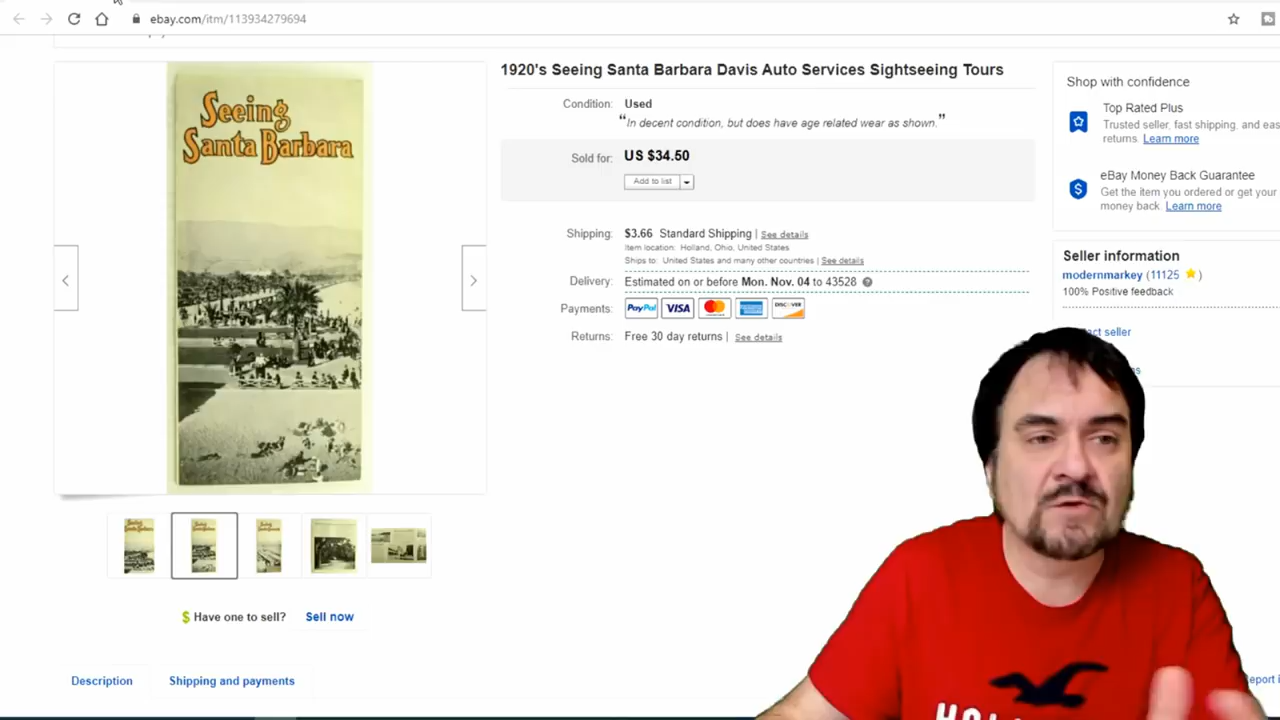 ebay.com/itm/113934279694
1920's Seeing Santa Barbara Davis Auto Services Sightseeing Tours
Seeing
Santa Barbara
Condition: Used
"In decent condition, but does have age related wear as shown."
Sold for: US $34.50
Add to list
Shipping: $3.66 Standard Shipping | See details
Item location: Holland, Ohio, United States
Ships to: United States and many other countries | See details
Delivery: Estimated on or before Mon. Nov. 04 to 43528
Payments: PayPal VISA MasterCard AMERICAN EXPRESS DISCOVER
Returns: Free 30 day returns | See details
Shop with confidence
Top Rated Plus
Trusted seller, fast shipping, and eas
returns. Learn more
eBay Money Back Guarantee
Get the item you ordered or get your
money back. Learn more
Seller information
modernmarkey (11125 )
100% Positive feedback
act seller
$ Have one to sell? Sell now
Description
Shipping and payments
eport i